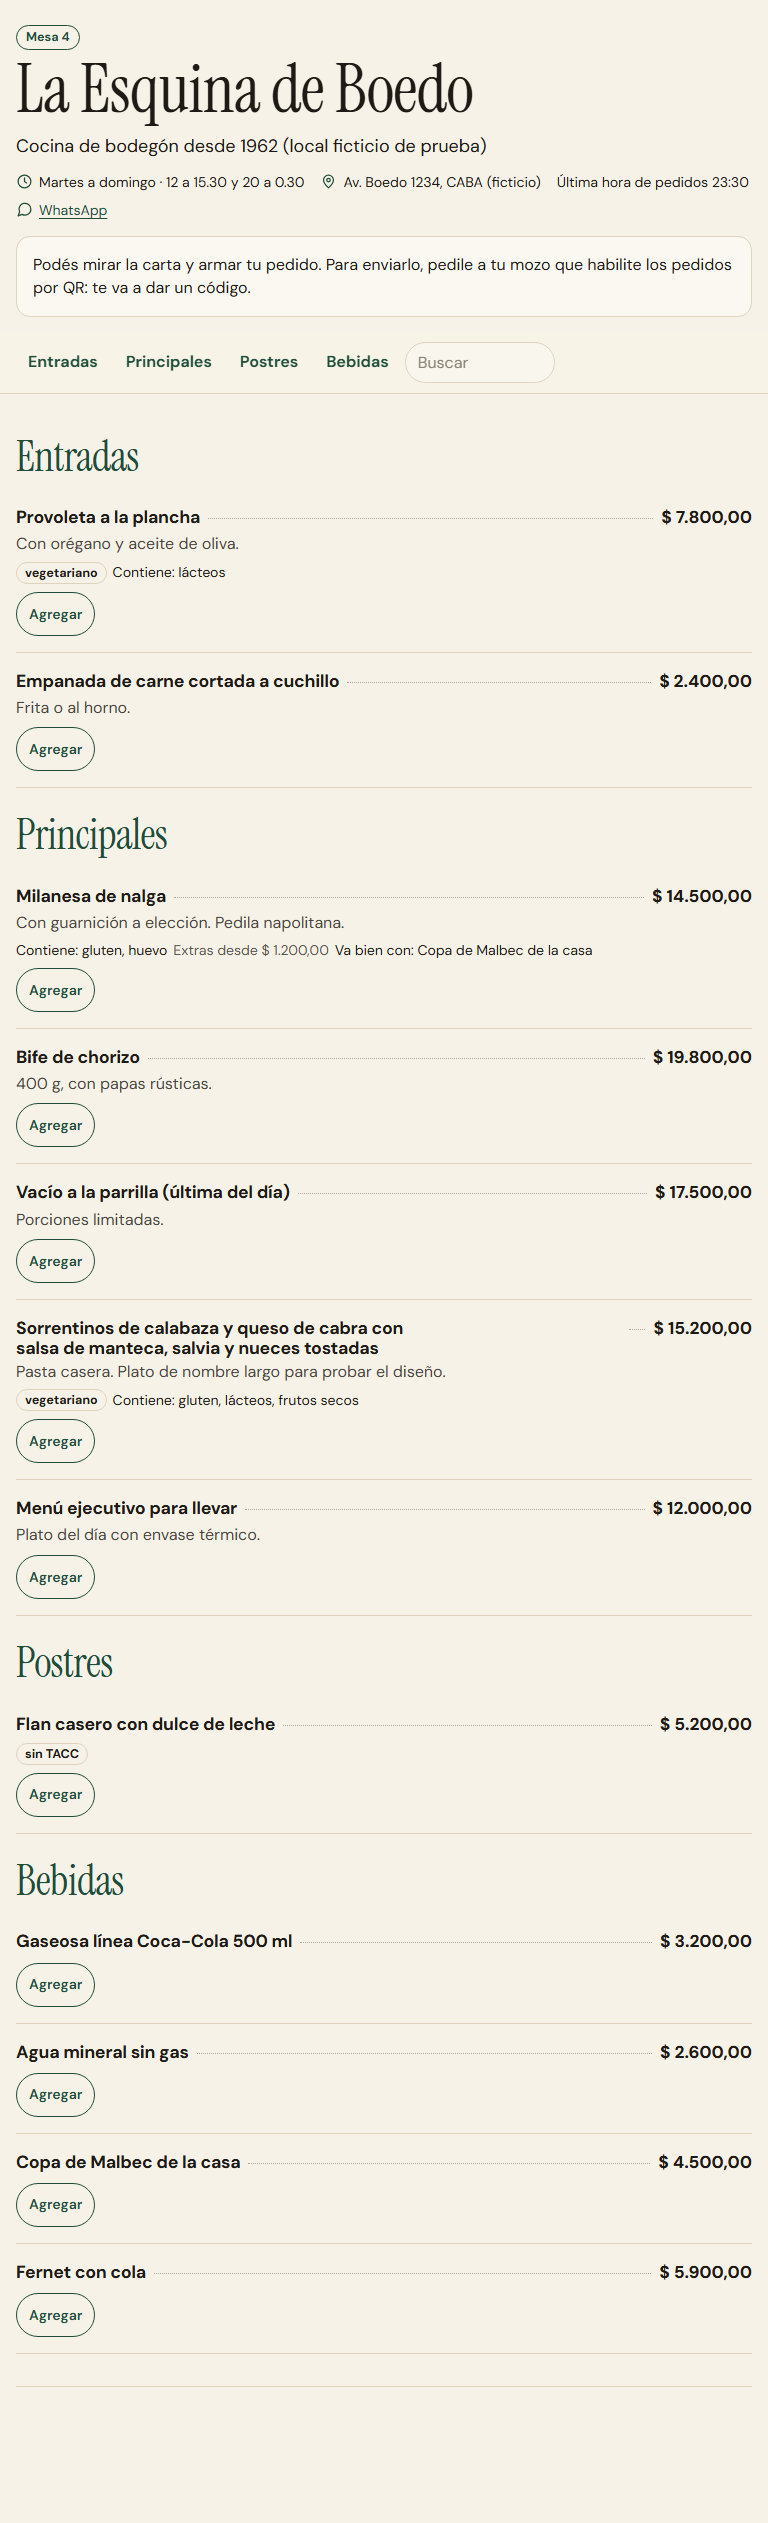 Mesa 4
La Esquina de Boedo
Cocina de bodegón desde 1962 (local ficticio de prueba)
Martes a domingo · 12 a 15.30 y 20 a 0.30 Av. Boedo 1234, CABA (ficticio) Última hora de pedidos 23:30
WhatsApp
Podés mirar la carta y armar tu pedido. Para enviarlo, pedile a tu mozo que habilite los pedidos
por QR: te va a dar un código.
Entradas Principales Postres Bebidas Buscar
Entradas
Provoleta a la plancha $ 7.800,00
Con orégano y aceite de oliva.
vegetariano Contiene: lácteos
Agregar
Empanada de carne cortada a cuchillo $ 2.400,00
Frita o al horno.
Agregar
Principales
Milanesa de nalga $ 14.500,00
Con guarnición a elección. Pedila napolitana.
Contiene: gluten, huevo Extras desde $ 1.200,00 Va bien con: Copa de Malbec de la casa
Agregar
Bife de chorizo $ 19.800,00
400 g, con papas rústicas.
Agregar
Vacío a la parrilla (última del día) $ 17.500,00
Porciones limitadas.
Agregar
Sorrentinos de calabaza y queso de cabra con $ 15.200,00
salsa de manteca, salvia y nueces tostadas
Pasta casera. Plato de nombre largo para probar el diseño.
vegetariano Contiene: gluten, lácteos, frutos secos
Agregar
Menú ejecutivo para llevar $ 12.000,00
Plato del día con envase térmico.
Agregar
Postres
Flan casero con dulce de leche $ 5.200,00
sin TACC
Agregar
Bebidas
Gaseosa línea Coca-Cola 500 ml $ 3.200,00
Agregar
Agua mineral sin gas $ 2.600,00
Agregar
Copa de Malbec de la casa $ 4.500,00
Agregar
Fernet con cola $ 5.900,00
Agregar